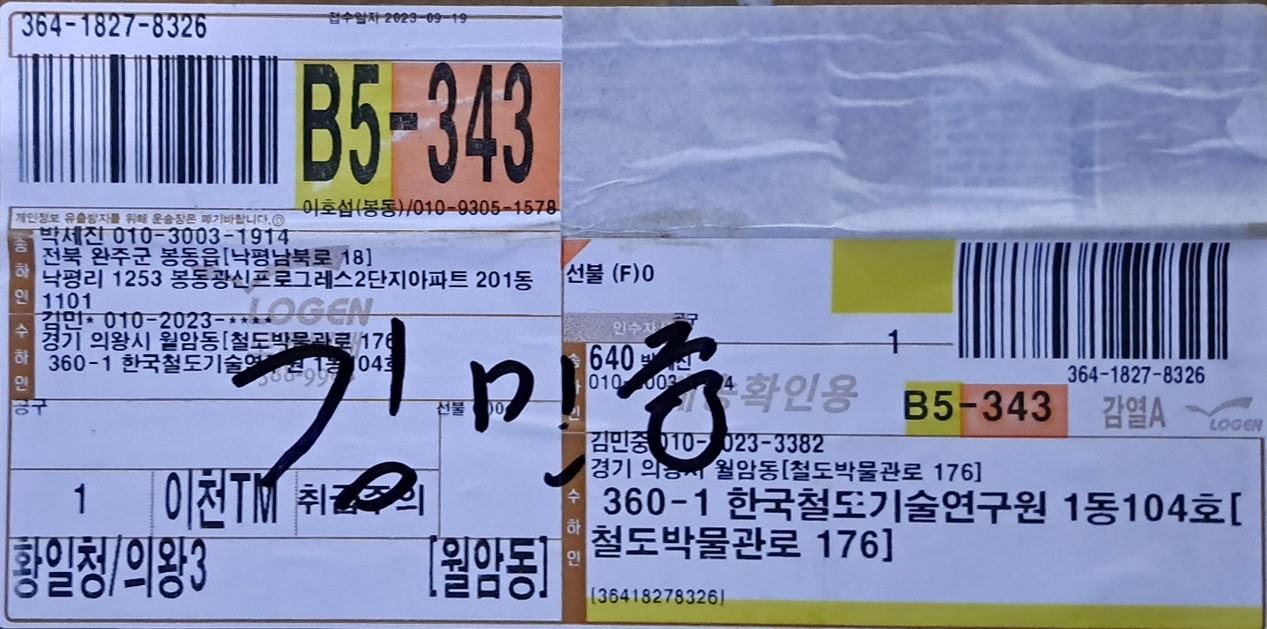 364-1827-8326
접수일자 2023-09-19
B5-343
이호섭(봉동)/010-9305-1578
개인정보 유출방지를 위해 운송장은 폐기바랍니다.
송하인
박세진 010-3003-1914
전북 완주군 봉동읍[낙평남북로 18]
낙평리 1253 봉동광신프로그레스2단지아파트 201동
1101
LOGEN
수하인
김민* 010-2023-****
경기 의왕시 월암동[철도박물관로 176
360-1 한국철도기술연구원 1동104호
공구
선불
김민중
1
이천TM
취급주의
황일청/의왕3
[월암동]
선불 (F)0
공구
1
364-1827-8326
송하인
640 박세진
B5-343
감열A
LOGEN
수하인
김민중 010-2023-3382
경기 의왕시 월암동[철도박물관로 176]
360-1 한국철도기술연구원 1동104호[
철도박물관로 176]
[36418278326]